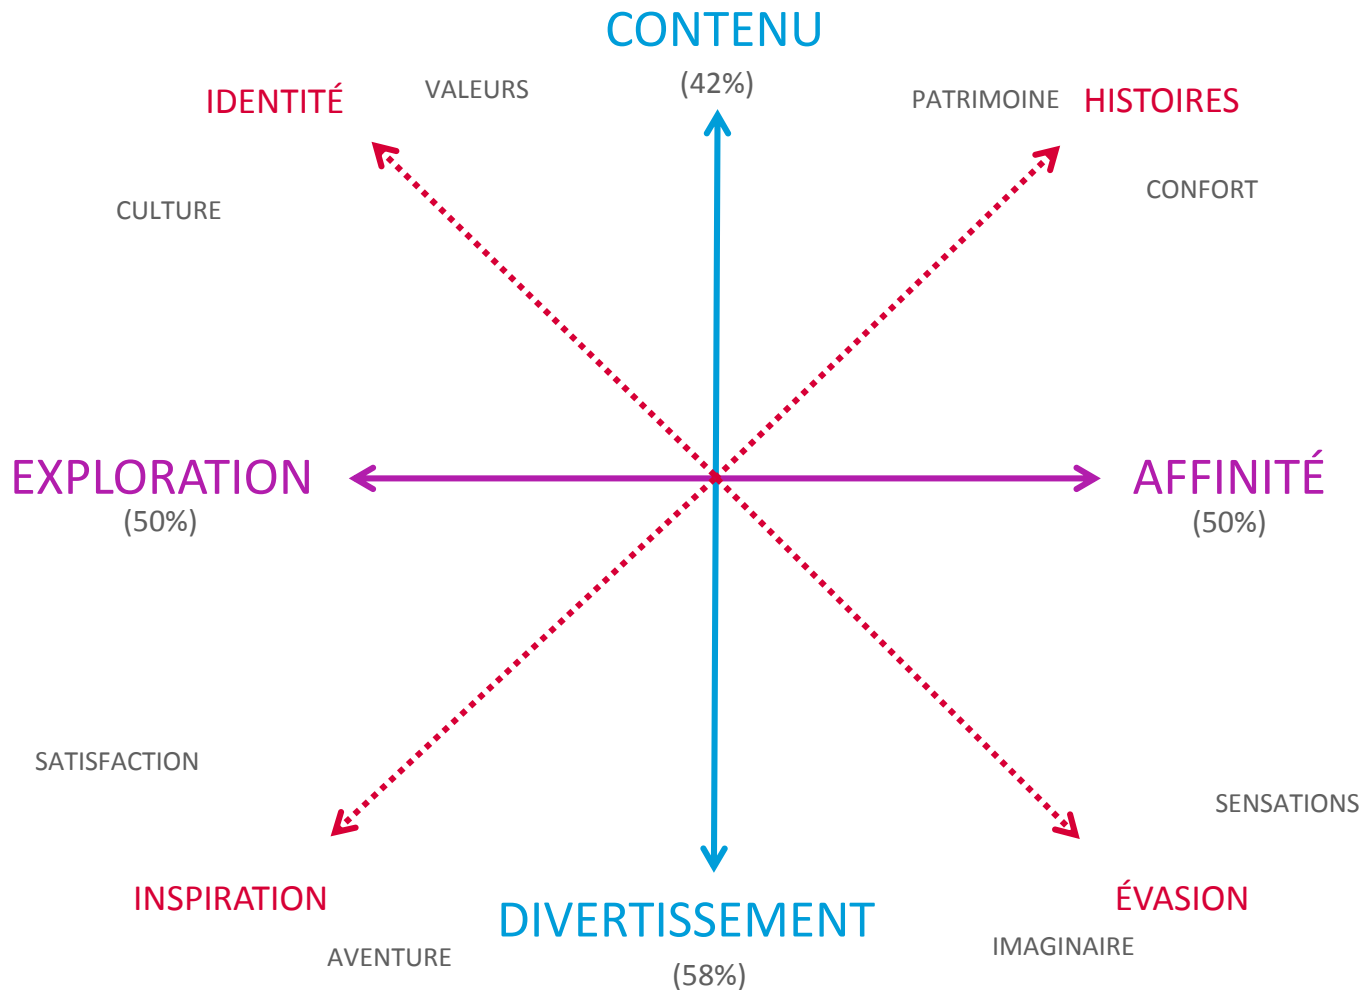 CONTENU
(42%)
IDENTITÉ
VALEURS
PATRIMOINE
HISTOIRES
CULTURE
CONFORT
EXPLORATION
(50%)
AFFINITÉ
(50%)
SATISFACTION
SENSATIONS
INSPIRATION
AVENTURE
DIVERTISSEMENT
(58%)
ÉVASION
IMAGINAIRE